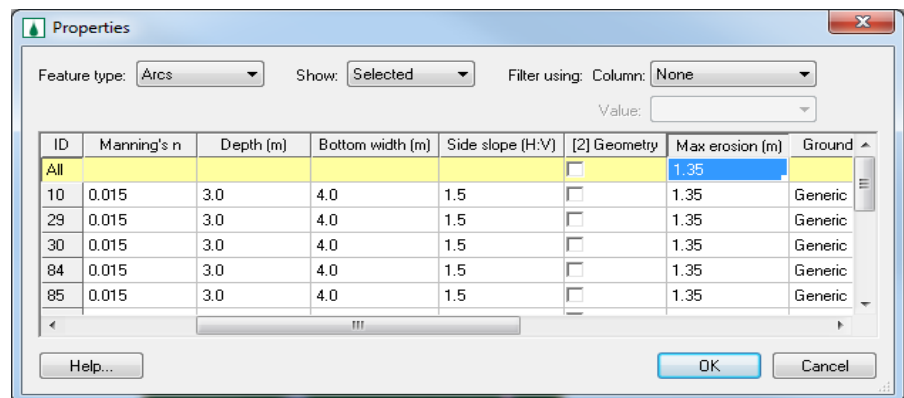 Properties
Feature type: Arcs Show: Selected Filter using: Column: None
Value:
ID Manning's n Depth (m) Bottom width (m) Side slope (H:V) [2] Geometry Max erosion (m) Ground
All 1.35
10 0.015 3.0 4.0 1.5 1.35 Generic
29 0.015 3.0 4.0 1.5 1.35 Generic
30 0.015 3.0 4.0 1.5 1.35 Generic
84 0.015 3.0 4.0 1.5 1.35 Generic
85 0.015 3.0 4.0 1.5 1.35 Generic
Help... OK Cancel